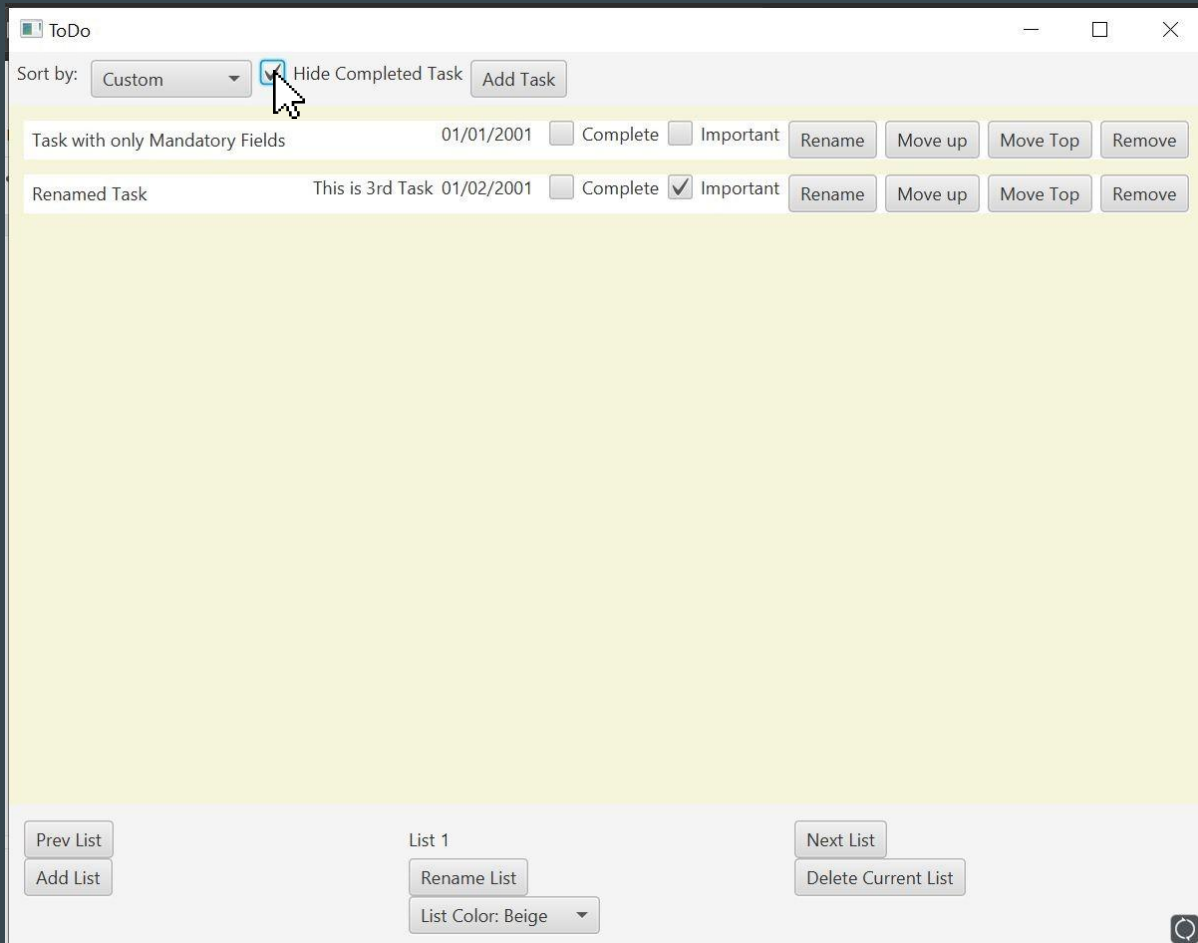 ToDo
Sort by: Custom Hide Completed Task Add Task
Task with only Mandatory Fields 01/01/2001 Complete Important Rename Move up Move Top Remove
Renamed Task This is 3rd Task 01/02/2001 Complete Important Rename Move up Move Top Remove
Prev List List 1 Next List
Add List Rename List Delete Current List
List Color: Beige